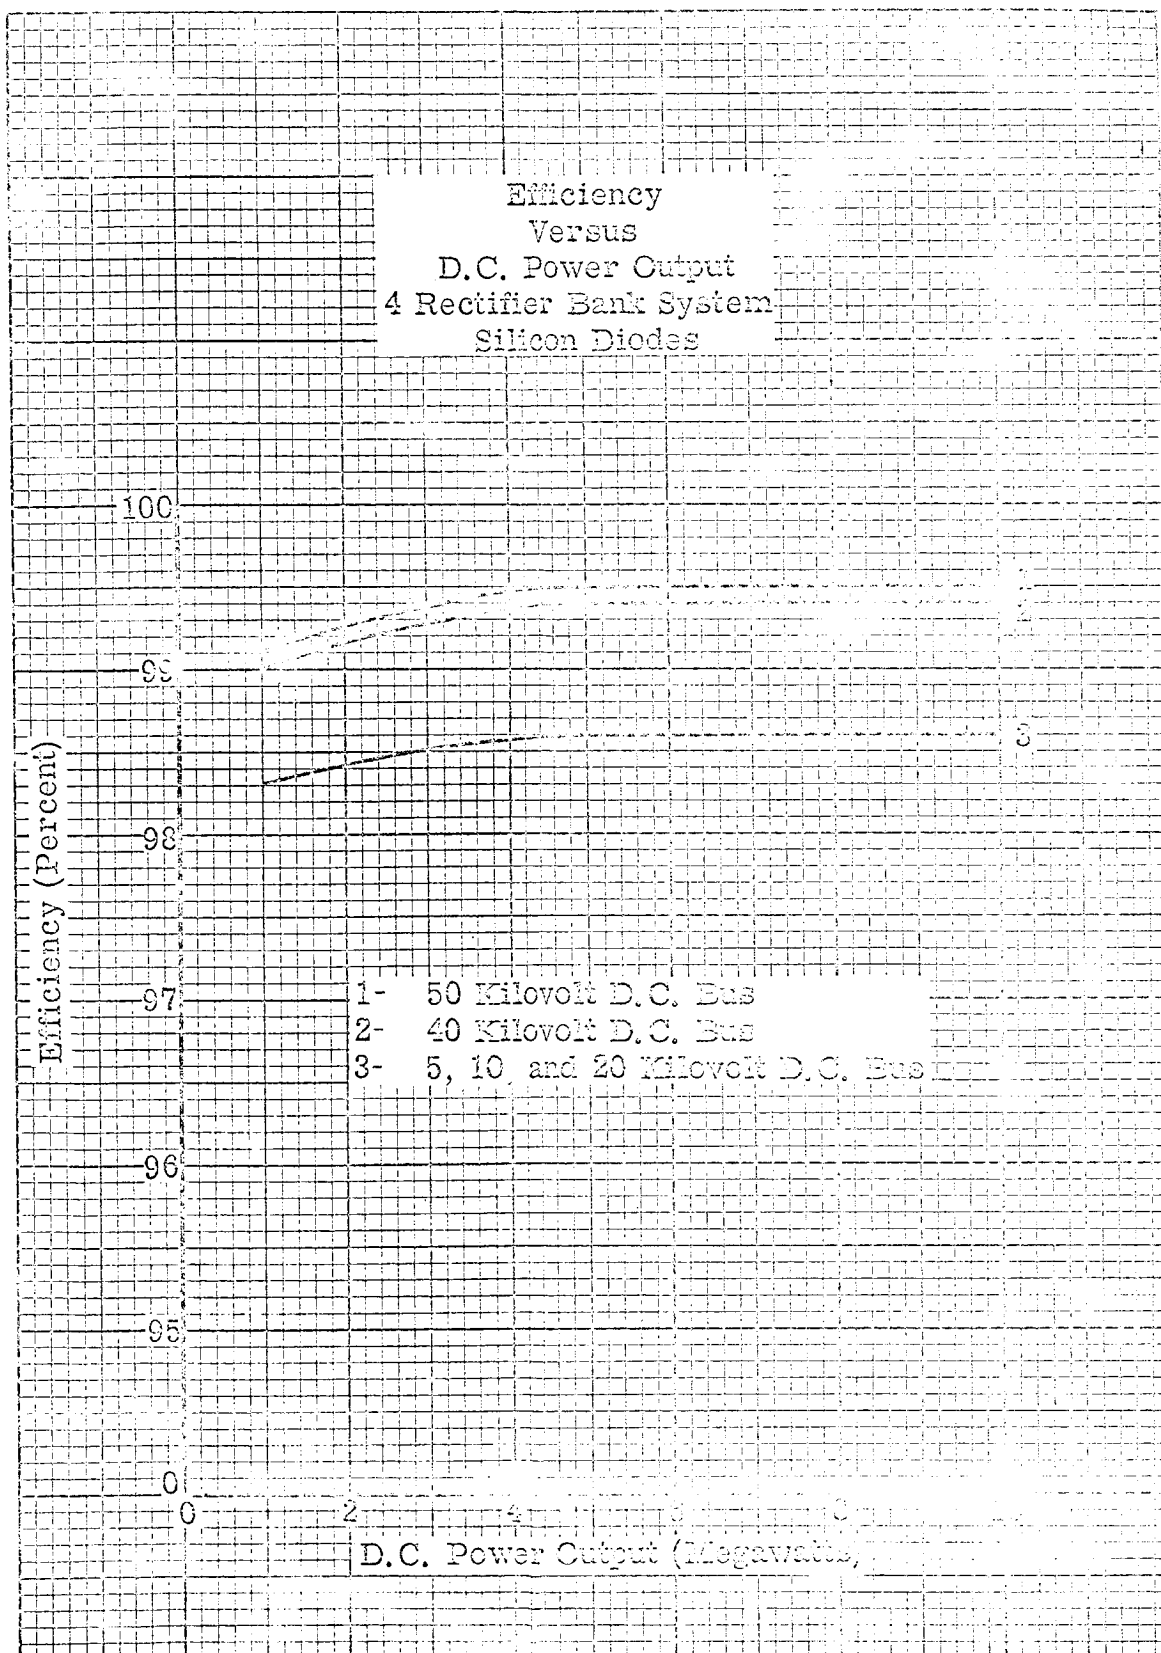 Efficiency
Versus
D.C. Power Output
4 Rectifier Bank System
Silicon Diodes
100
99
98
97
96
95
0
Efficiency (Percent)
2
3
1- 50 Kilovolt D.C. Bus
2- 40 Kilovolt D.C. Bus
3- 5, 10 and 20 Kilovolt D.C. Bus
0 2 4
D.C. Power Output (Megawatts)